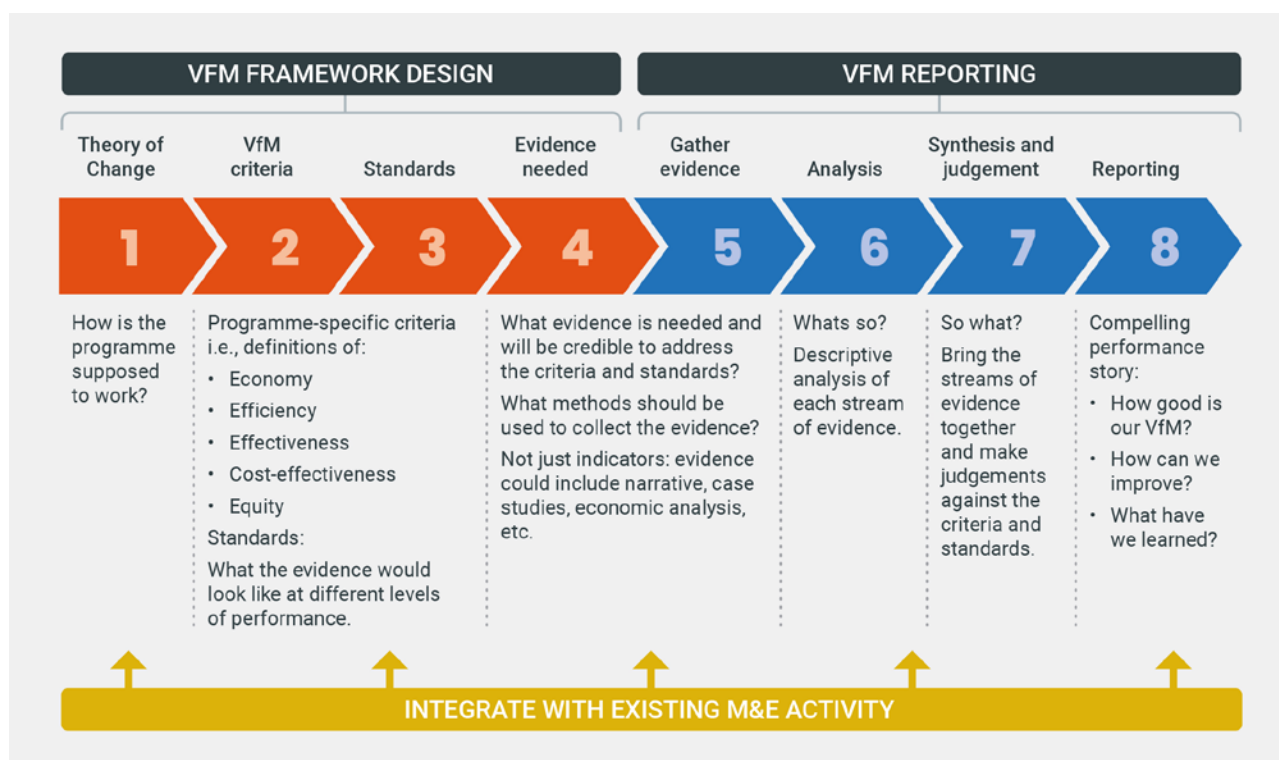 VFM FRAMEWORK DESIGN
VFM REPORTING
Theory of
Change
VfM
criteria
Standards
Evidence
needed
Gather
evidence
Analysis
Synthesis and
judgement
Reporting
1
2
3
4
5
6
7
8
How is the
programme
supposed
to work?
Programme-specific criteria
i.e., definitions of:
• Economy
• Efficiency
• Effectiveness
• Cost-effectiveness
• Equity
Standards:
What the evidence would
look like at different levels
of performance.
What evidence is needed and
will be credible to address
the criteria and standards?
What methods should be
used to collect the evidence?
Not just indicators: evidence
could include narrative, case
studies, economic analysis,
etc.
Whats so?
Descriptive
analysis of
each stream
of evidence.
So what?
Bring the
streams of
evidence
together
and make
judgements
against the
criteria and
standards.
Compelling
performance
story:
• How good is
our VfM?
• How can we
improve?
• What have
we learned?
INTEGRATE WITH EXISTING M&E ACTIVITY